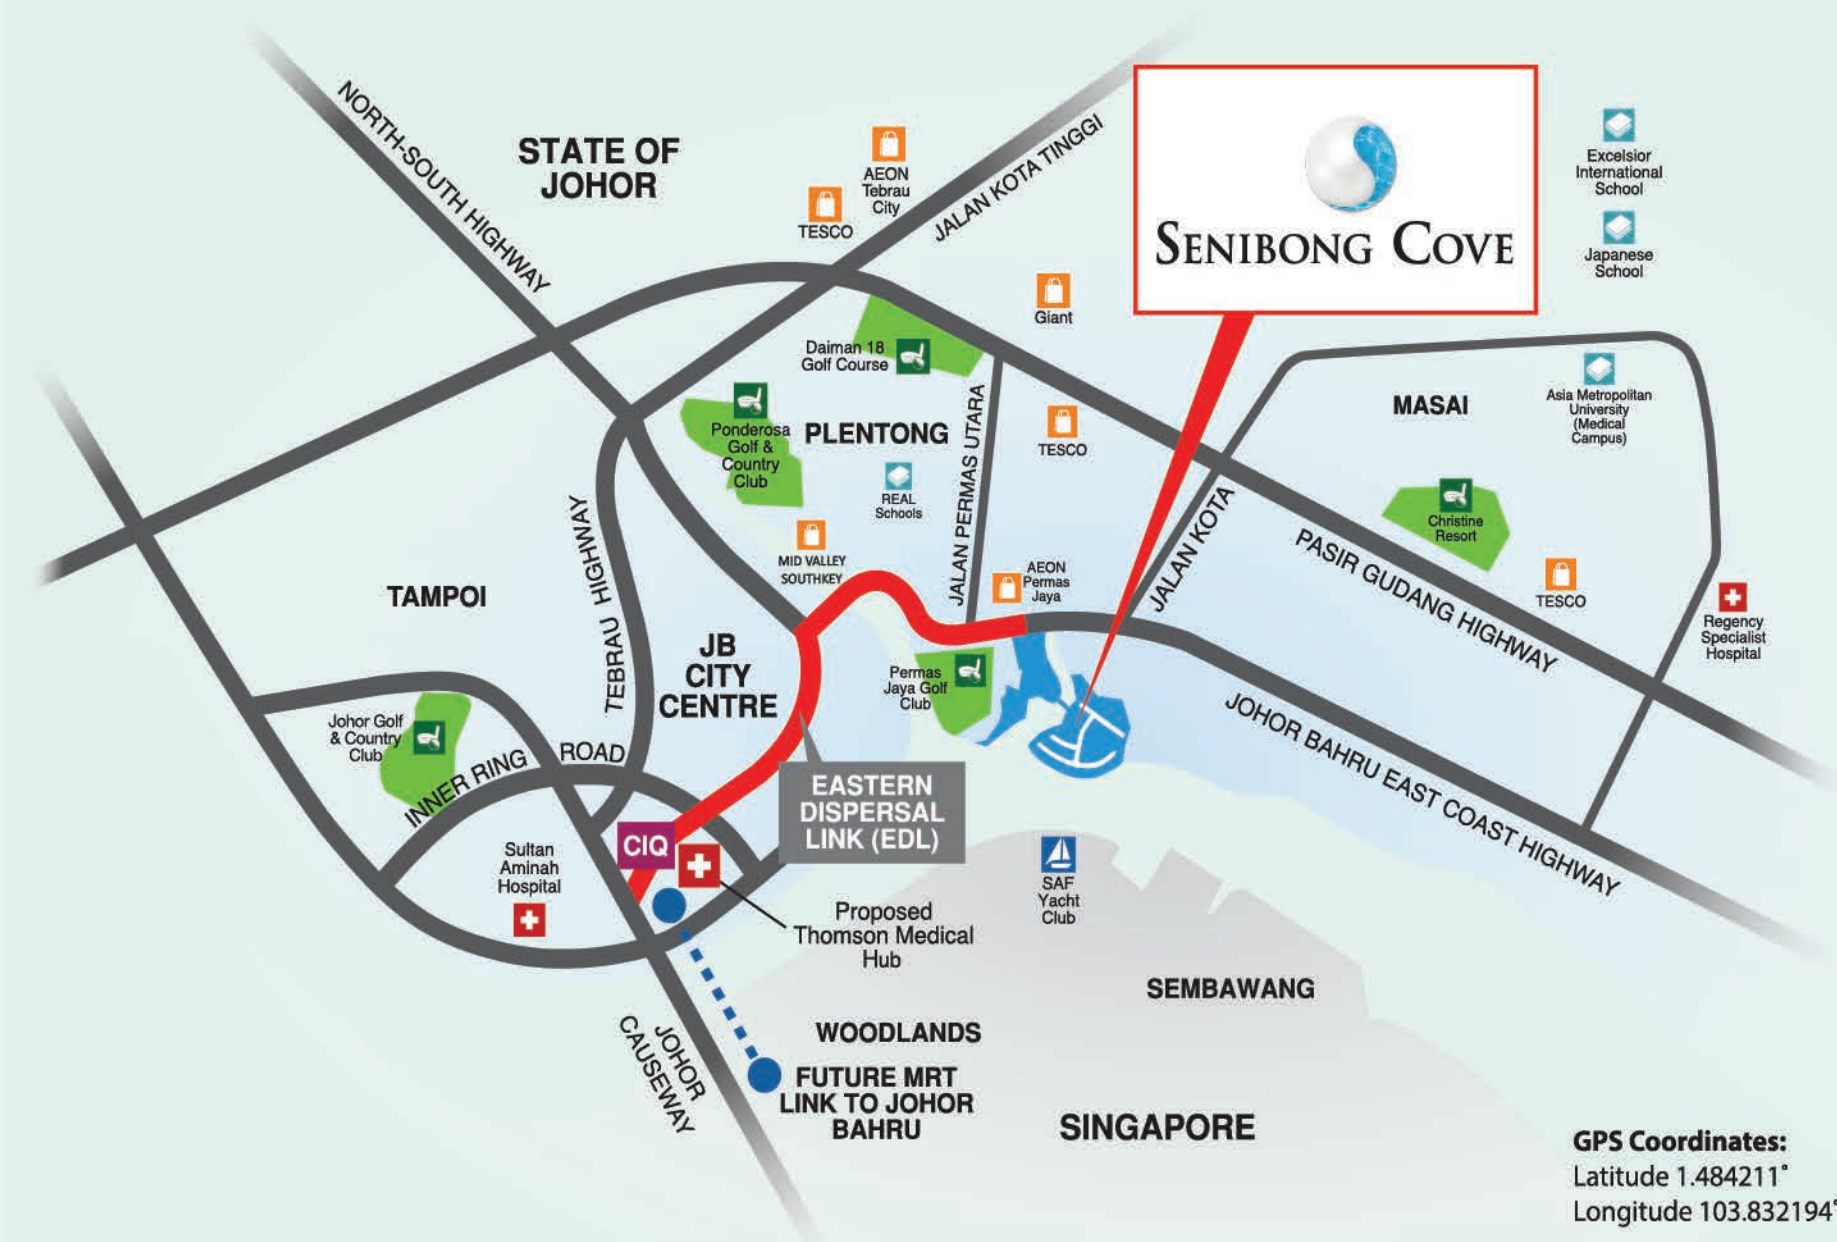 NORTH-SOUTH HIGHWAY
STATE OF
JOHOR
AEON
Tebrau
City
TESCO
JALAN KOTA TINGGI
SENIBONG COVE
Excelsior
International
School
Japanese
School
Giant
Daiman 18
Golf Course
Ponderosa
Golf &
Country
Club
PLENTONG
REAL
Schools
JALAN PERMAS UTARA
TESCO
MASAI
Asia Metropolitan
University
(Medical
Campus)
Christine
Resort
TESCO
Regency
Specialist
Hospital
JALAN KOTA
PASIR GUDANG HIGHWAY
MID VALLEY
SOUTHKEY
AEON
Permas
Jaya
TAMPOI
TEBRAU HIGHWAY
JB
CITY
CENTRE
Permas
Jaya Golf
Club
JOHOR BAHRU EAST COAST HIGHWAY
Johor Golf
& Country
Club
INNER RING ROAD
EASTERN
DISPERSAL
LINK (EDL)
CIQ
Sultan
Aminah
Hospital
SAF
Yacht
Club
Proposed
Thomson Medical
Hub
SEMBAWANG
WOODLANDS
JOHOR
CAUSEWAY
FUTURE MRT
LINK TO JOHOR
BAHRU
SINGAPORE
GPS Coordinates:
Latitude 1.484211˚
Longitude 103.832194˚